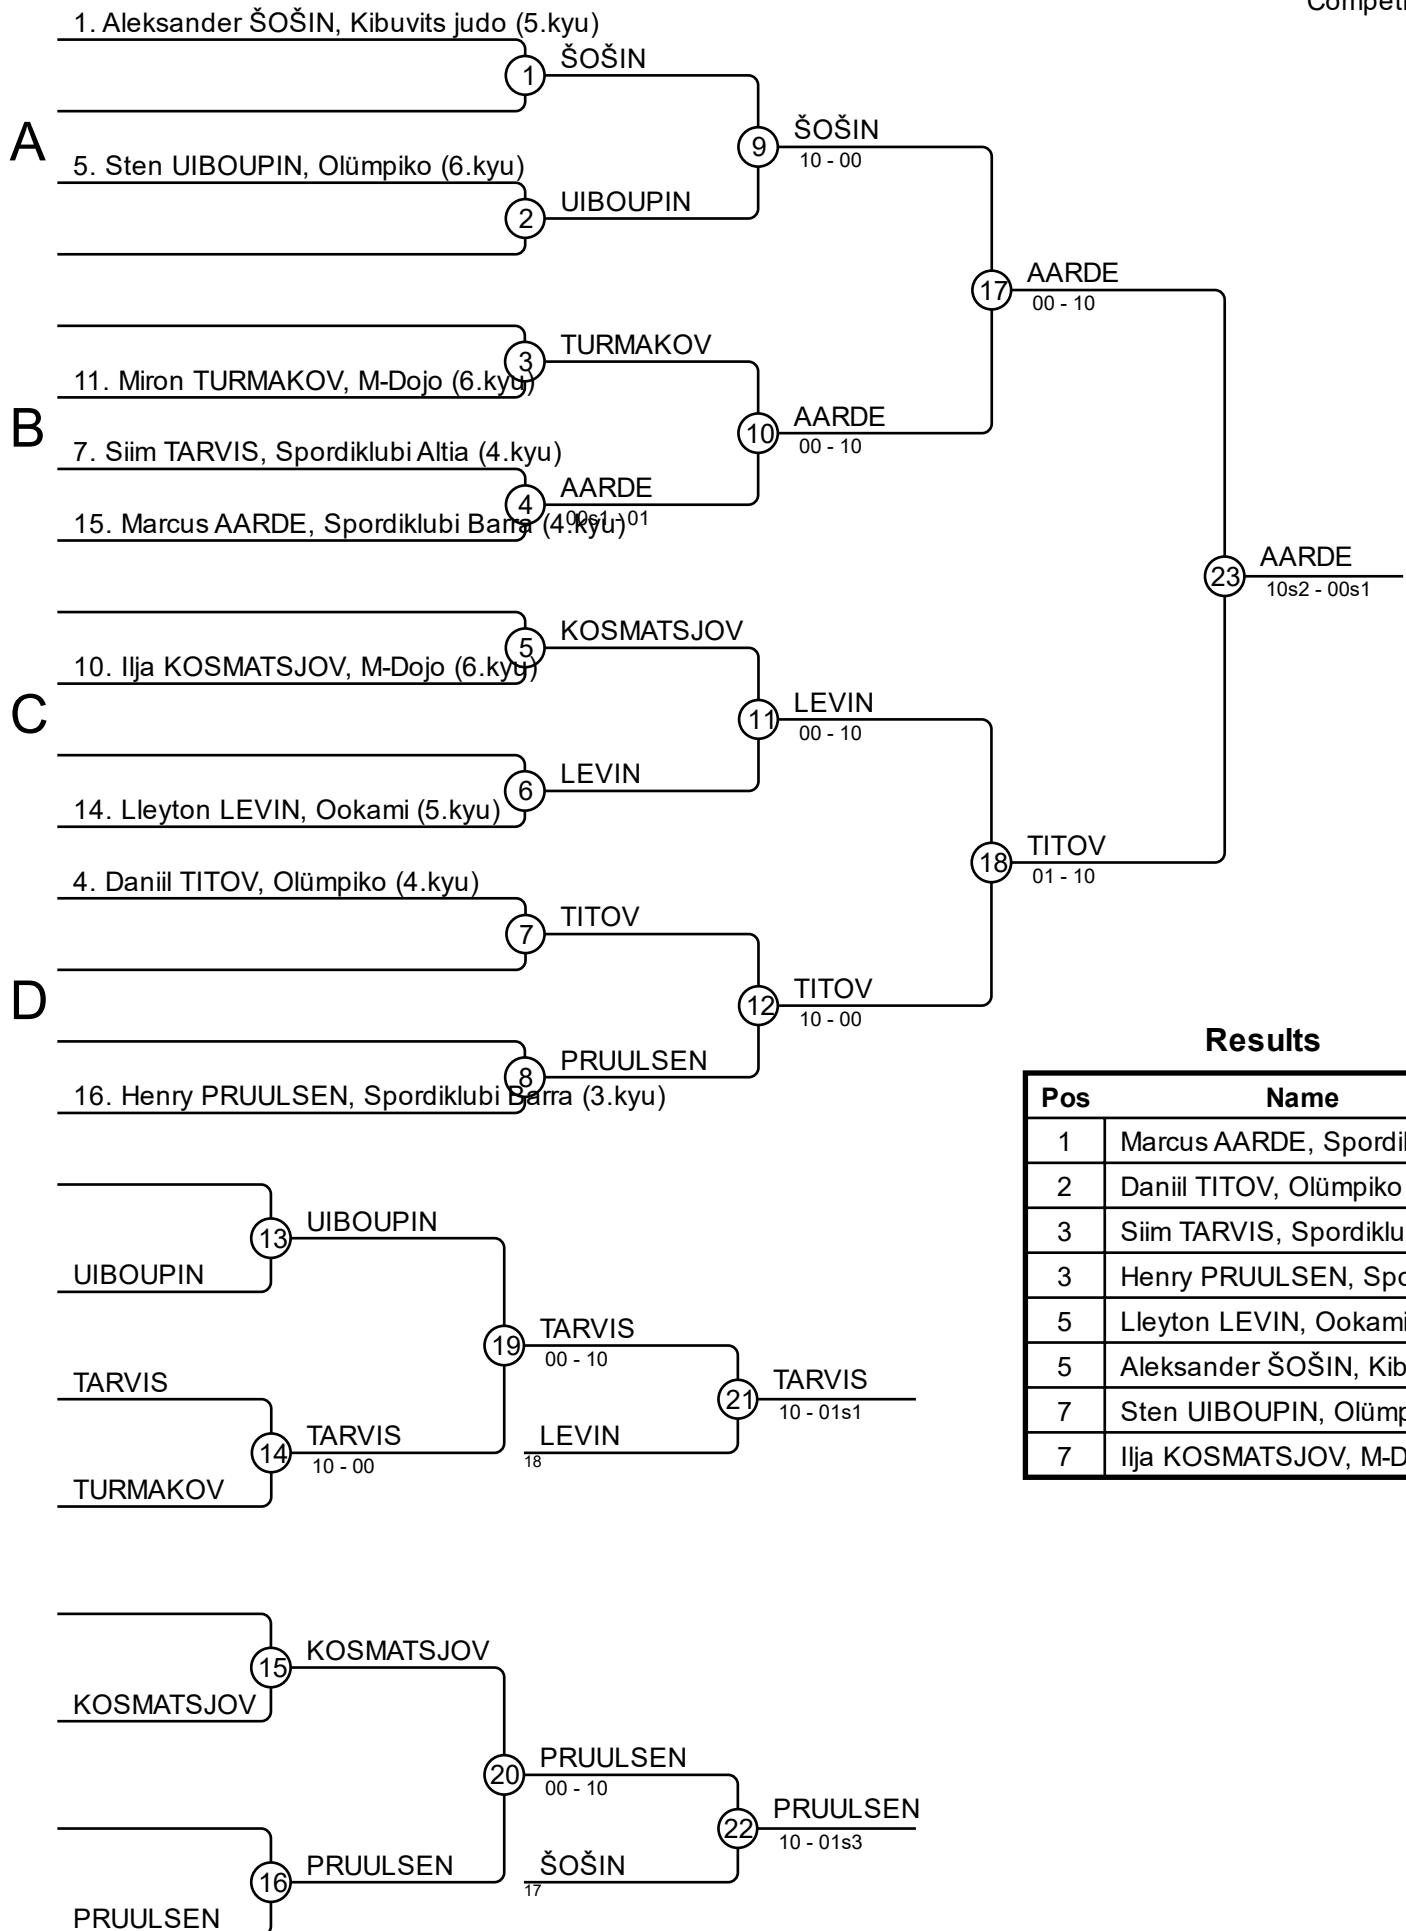 Competi
1. Aleksander ŠOŠIN, Kibuvits judo (5.kyu)
1
ŠOŠIN
A
9
ŠOŠIN
10 - 00
5. Sten UIBOUPIN, Olümpiko (6.kyu)
2
UIBOUPIN
17
AARDE
00 - 10
3
TURMAKOV
11. Miron TURMAKOV, M-Dojo (6.kyu)
B
10
AARDE
00 - 10
7. Siim TARVIS, Spordiklubi Altia (4.kyu)
4
AARDE
00s1 - 01
15. Marcus AARDE, Spordiklubi Barra (4.kyu)
23
AARDE
10s2 - 00s1
5
KOSMATSJOV
10. Ilja KOSMATSJOV, M-Dojo (6.kyu)
C
11
LEVIN
00 - 10
6
LEVIN
14. Lleyton LEVIN, Ookami (5.kyu)
18
TITOV
01 - 10
4. Daniil TITOV, Olümpiko (4.kyu)
7
TITOV
D
12
TITOV
10 - 00
8
PRUULSEN
16. Henry PRUULSEN, Spordiklubi Barra (3.kyu)
Results
Pos Name
1 Marcus AARDE, Spordik
2 Daniil TITOV, Olümpiko
3 Siim TARVIS, Spordiklu
3 Henry PRUULSEN, Spo
5 Lleyton LEVIN, Ookami
5 Aleksander ŠOŠIN, Kib
7 Sten UIBOUPIN, Olümp
7 Ilja KOSMATSJOV, M-D
13
UIBOUPIN
UIBOUPIN
19
TARVIS
00 - 10
TARVIS
21
TARVIS
10 - 01s1
14
TARVIS
10 - 00
LEVIN
18
TURMAKOV
15
KOSMATSJOV
KOSMATSJOV
20
PRUULSEN
00 - 10
22
PRUULSEN
10 - 01s3
16
PRUULSEN
ŠOŠIN
17
PRUULSEN